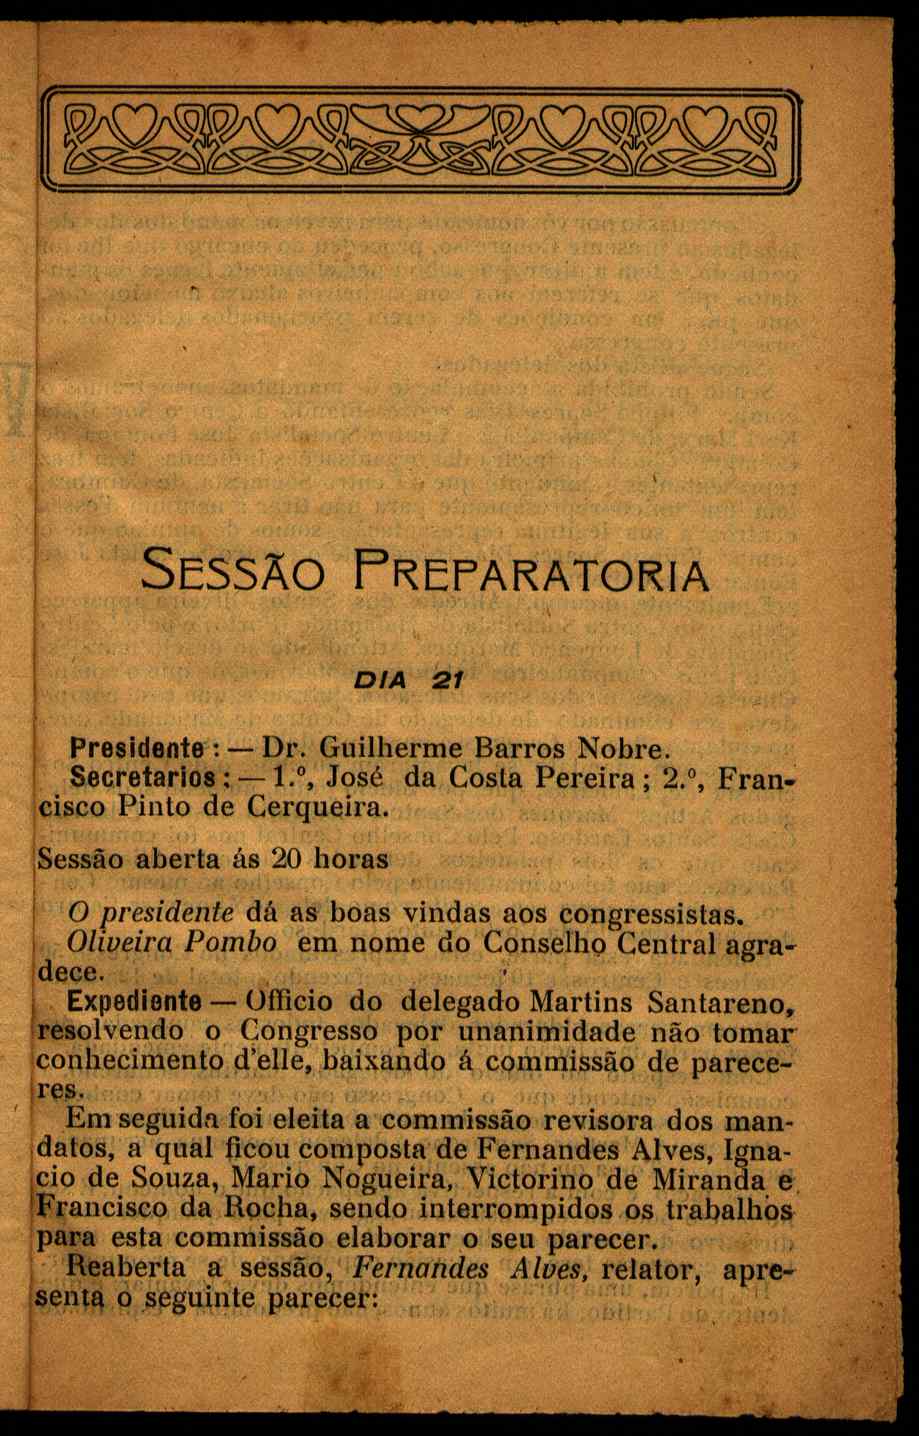 SESSÃO PREPARATORIA
DIA 21
Presidente: — Dr. Guilherme Barros Nobre.
Secretarios: — 1.º, José da Costa Pereira; 2.º, Fran-
cisco Pinto de Cerqueira.
Sessão aberta ás 20 horas
O presidente dá as boas vindas aos congressistas.
Oliveira Pombo em nome do Conselho Central agra-
dece.
Expediente — Officio do delegado Martins Santareno,
resolvendo o Congresso por unanimidade não tomar
conhecimento d'elle, baixando á commissão de parece-
res.
Em seguida foi eleita a commissão revisora dos man-
datos, a qual ficou composta de Fernandes Alves, Igna-
cio de Souza, Mario Nogueira, Victorino de Miranda e
Francisco da Rocha, sendo interrompidos os trabalhos
para esta commissão elaborar o seu parecer.
Reaberta a sessão, Fernandes Alves, relator, apre-
senta o seguinte parecer: